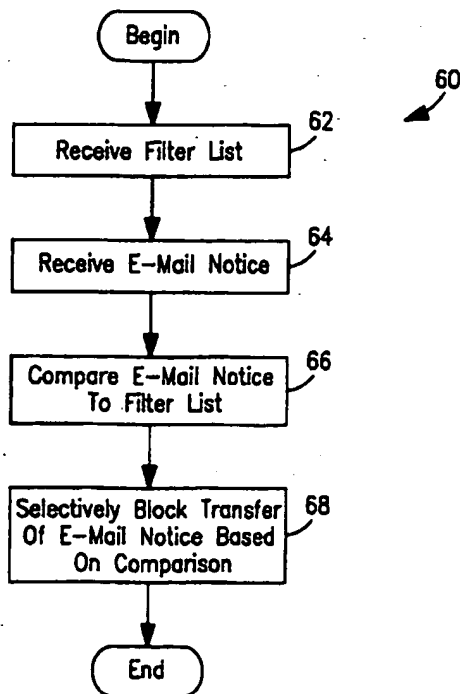 Begin
60
62
Receive Filter List
64
Receive E-Mail Notice
66
Compare E-Mail Notice
To Filter List
68
Selectively Block Transfer
Of E-Mail Notice Based
On Comparison
End